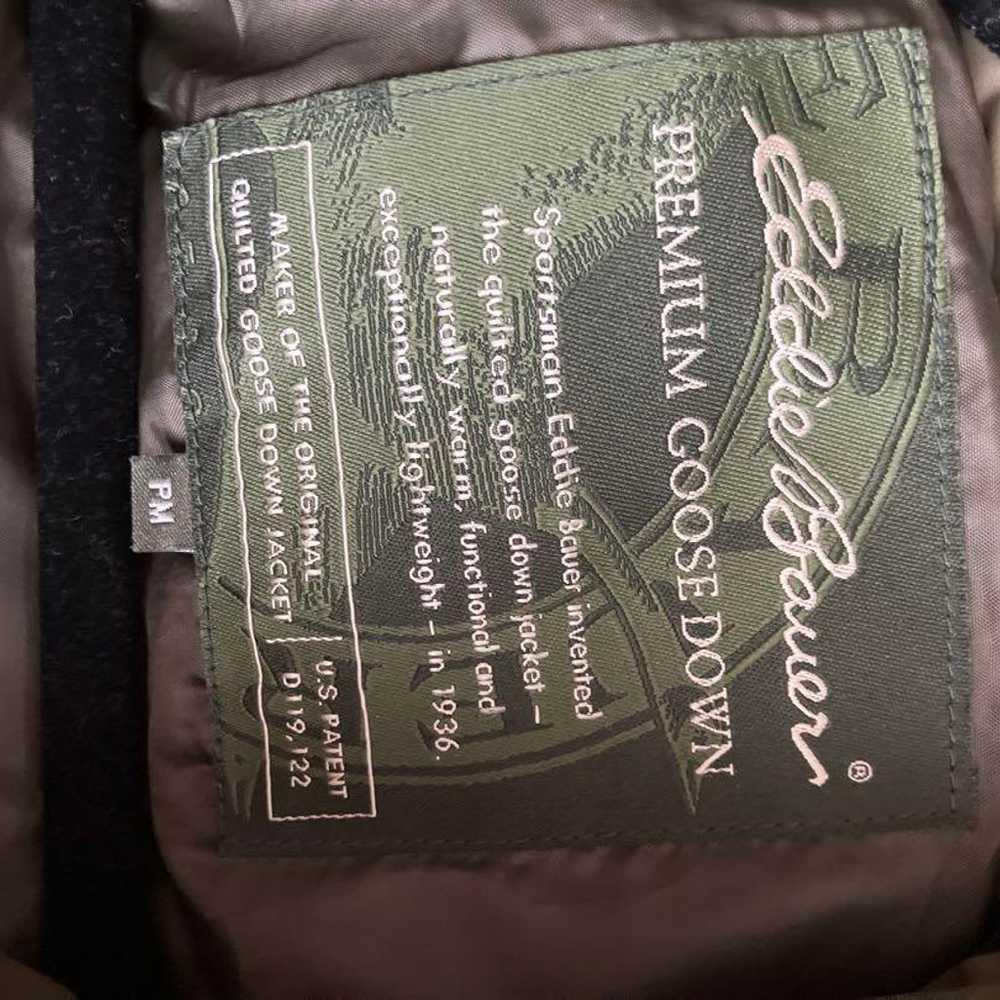 Eddie Bauer®
PREMIUM GOOSE DOWN
Sportsman Eddie Bauer invented
the quilted goose down jacket –
naturally warm, functional and
exceptionally lightweight – in 1936.
MAKER OF THE ORIGINAL
QUILTED GOOSE DOWN JACKET
U.S. PATENT
D119,122
PM